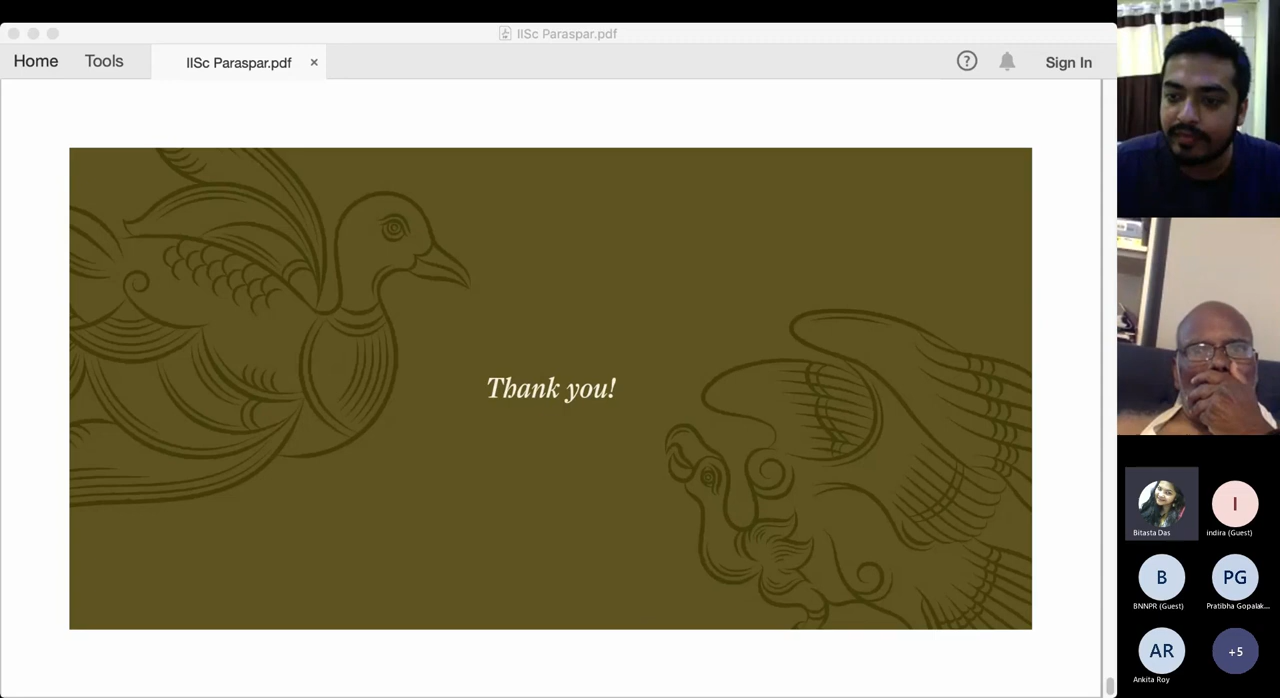 IISc Paraspar.pdf
Home
Tools
IISc Paraspar.pdf
×
?
Sign In
Thank you!
Bitasta Das
I
indira (Guest)
B
BNNPR (Guest)
PG
Pratibha Gopalak...
AR
Ankita Roy
+5